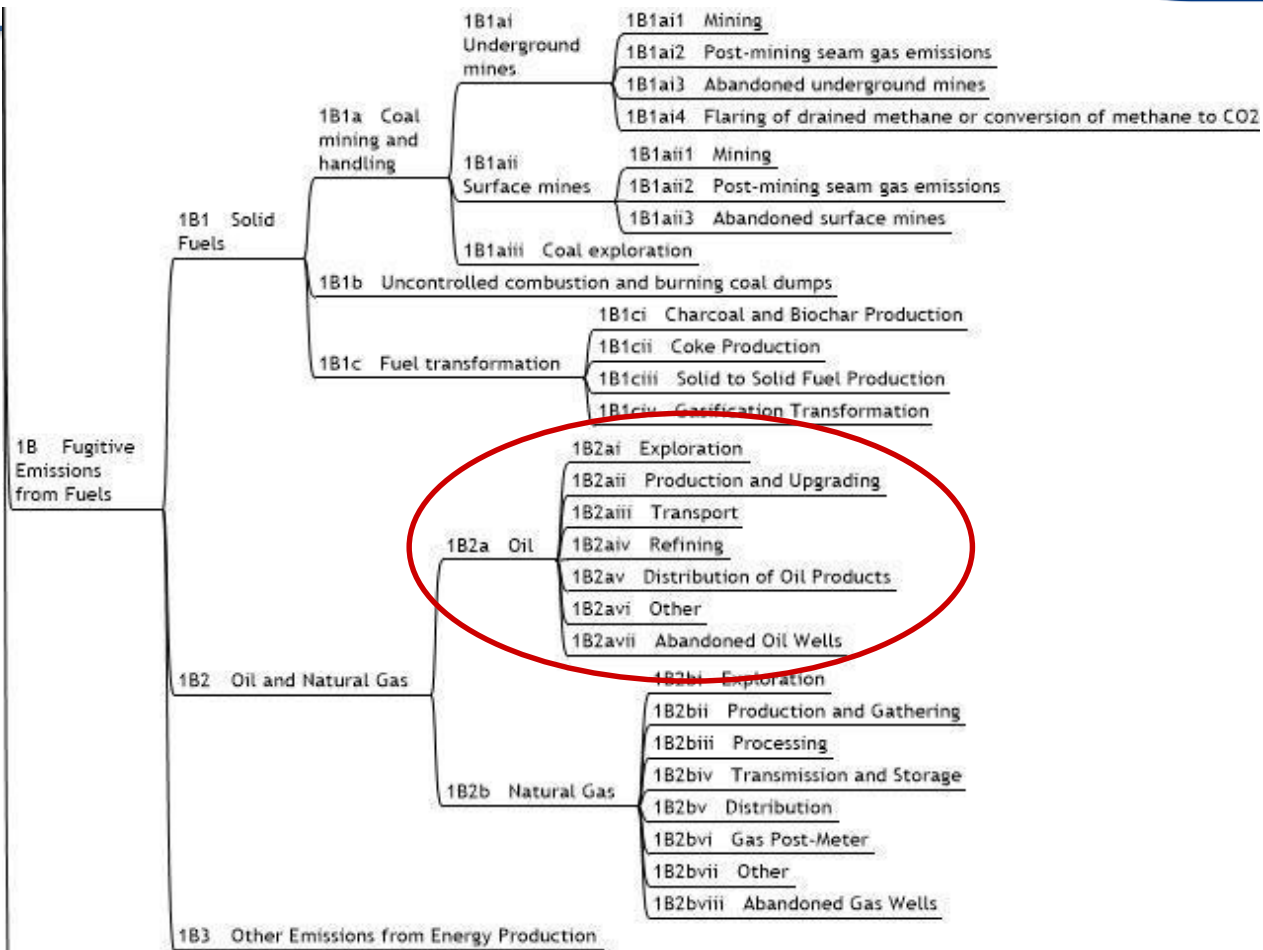 1B Fugitive
Emissions
from Fuels
1B1 Solid
Fuels
1B1a Coal
mining and
handling
1B1ai
Underground
mines
1B1ai1 Mining
1B1ai2 Post-mining seam gas emissions
1B1ai3 Abandoned underground mines
1B1ai4 Flaring of drained methane or conversion of methane to CO2
1B1aii
Surface mines
1B1aii1 Mining
1B1aii2 Post-mining seam gas emissions
1B1aii3 Abandoned surface mines
1B1aiii Coal exploration
1B1b Uncontrolled combustion and burning coal dumps
1B1c Fuel transformation
1B1ci Charcoal and Biochar Production
1B1cii Coke Production
1B1ciii Solid to Solid Fuel Production
1B1civ Gasification Transformation
1B2 Oil and Natural Gas
1B2a Oil
1B2ai Exploration
1B2aii Production and Upgrading
1B2aiii Transport
1B2aiv Refining
1B2av Distribution of Oil Products
1B2avi Other
1B2avii Abandoned Oil Wells
1B2b Natural Gas
1B2bi Exploration
1B2bii Production and Gathering
1B2biii Processing
1B2biv Transmission and Storage
1B2bv Distribution
1B2bvi Gas Post-Meter
1B2bvii Other
1B2bviii Abandoned Gas Wells
1B3 Other Emissions from Energy Production